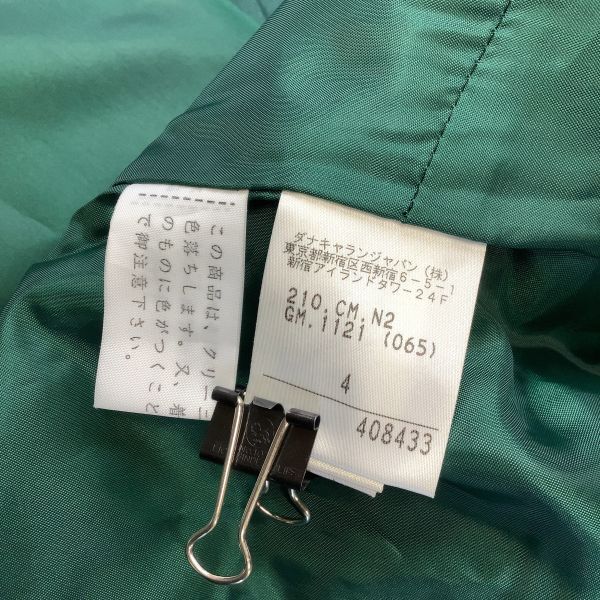 この商品は、クリーニ
色落ちします。又、着
のものに色がつくこと
で御注意下さい。
ダナキャランジャパン(株)
東京都新宿区西新宿6-5-1
新宿アイランドタワー24F
210.CM.N2
GM.1121 (065)
4
408433